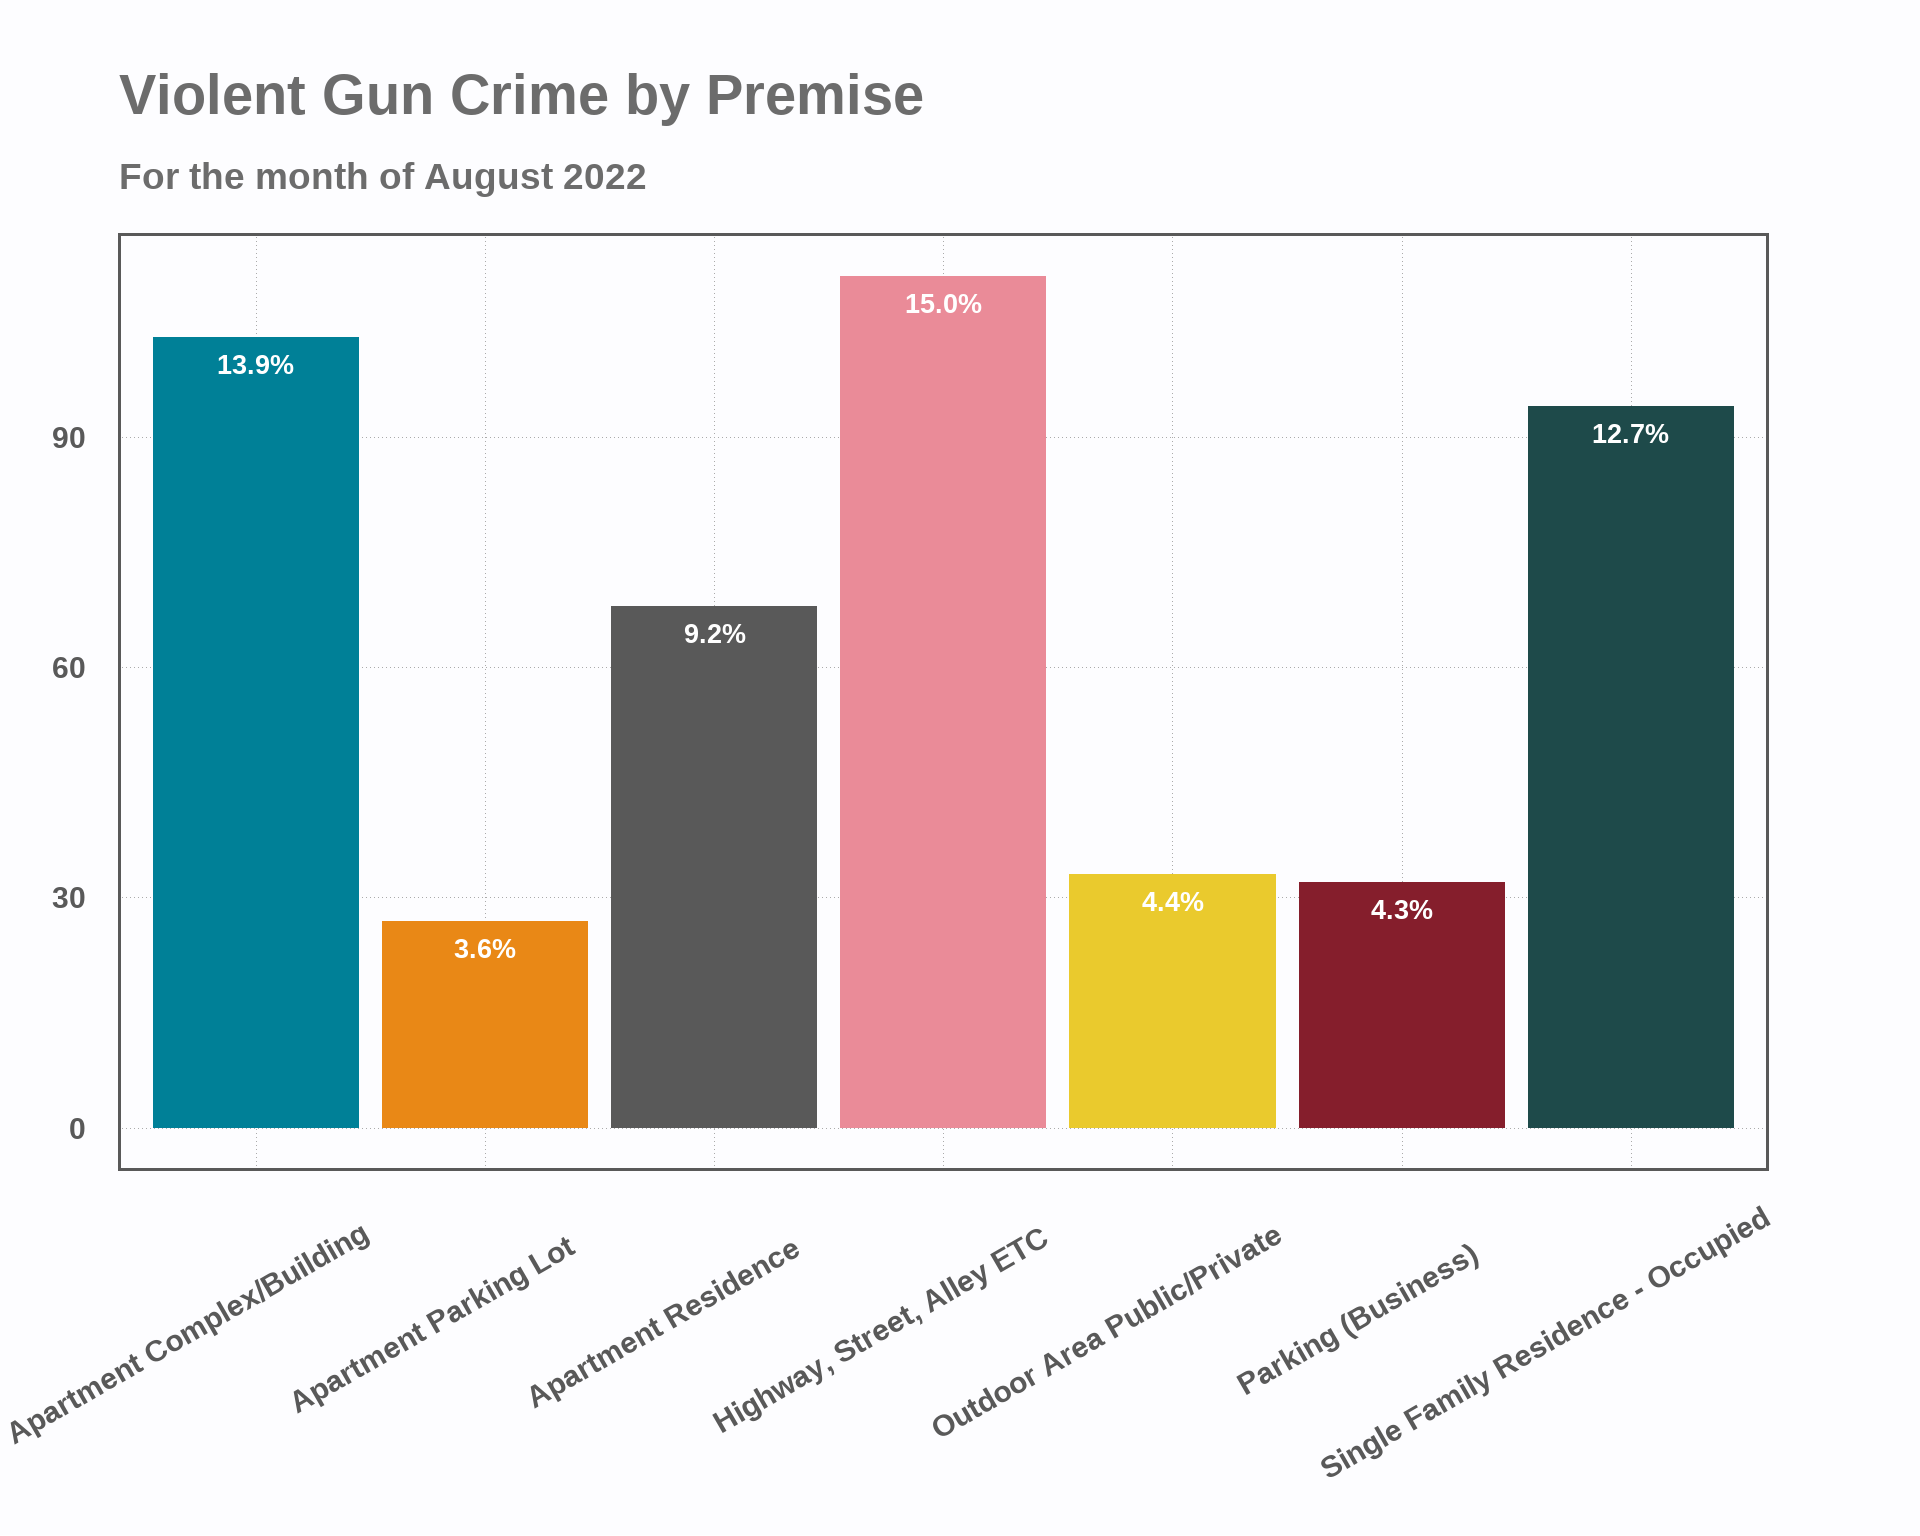 Violent Gun Crime by Premise
For the month of August 2022
15.0%
13.9%
12.7%
90
9.2%
60
4.4%
4.3%
30
3.6%
0
Apartment Complex/Building
Apartment Parking Lot
Apartment Residence
Highway, Street, Alley ETC
Outdoor Area Public/Private
Parking (Business)
Single Family Residence - Occupied